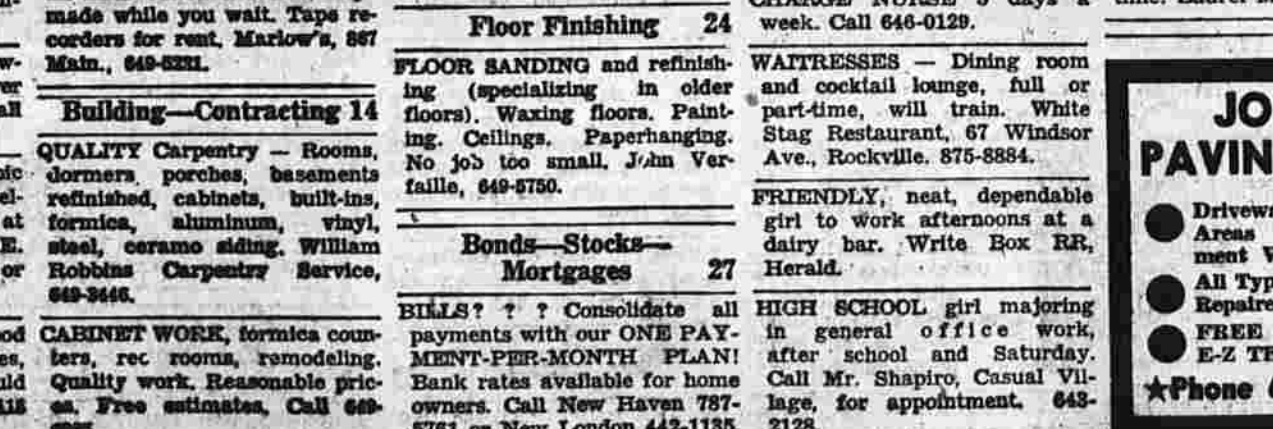 made while you wait. Tape re-
corders for rent. Marlow's, 867
Main., 649-5221.
Building—Contracting 14
QUALITY Carpentry — Rooms,
dormers, porches, basements
refinished, cabinets, built-ins,
formica, aluminum, vinyl,
steel, ceramo siding. William
Robbins Carpentry Service,
649-3446.
CABINET WORK, formica coun-
ters, rec rooms, remodeling.
Quality work. Reasonable pric-
es. Free estimates, Call 649-
Floor Finishing 24
FLOOR SANDING and refinish-
ing (specializing in older
floors). Waxing floors. Paint-
ing. Ceilings. Paperhanging.
No job too small. John Ver-
faille, 649-5750.
Bonds—Stocks—
Mortgages 27
BILLS? ? ? Consolidate all
payments with our ONE PAY-
MENT-PER-MONTH PLAN!
Bank rates available for home
owners. Call New Haven 787-
5761 or New London 442-1135
week. Call 646-0129.
WAITRESSES — Dining room
and cocktail lounge, full or
part-time, will train. White
Stag Restaurant, 67 Windsor
Ave., Rockville. 875-8884.
FRIENDLY, neat, dependable
girl to work afternoons at a
dairy bar. Write Box RR,
Herald.
HIGH SCHOOL girl majoring
in general office work,
after school and Saturday.
Call Mr. Shapiro, Casual Vil-
lage, for appointment. 643-
2128.
JO
PAVIN
Drivewa
Areas
ment
All Typ
Repaire
FREE
E-Z
★Phone